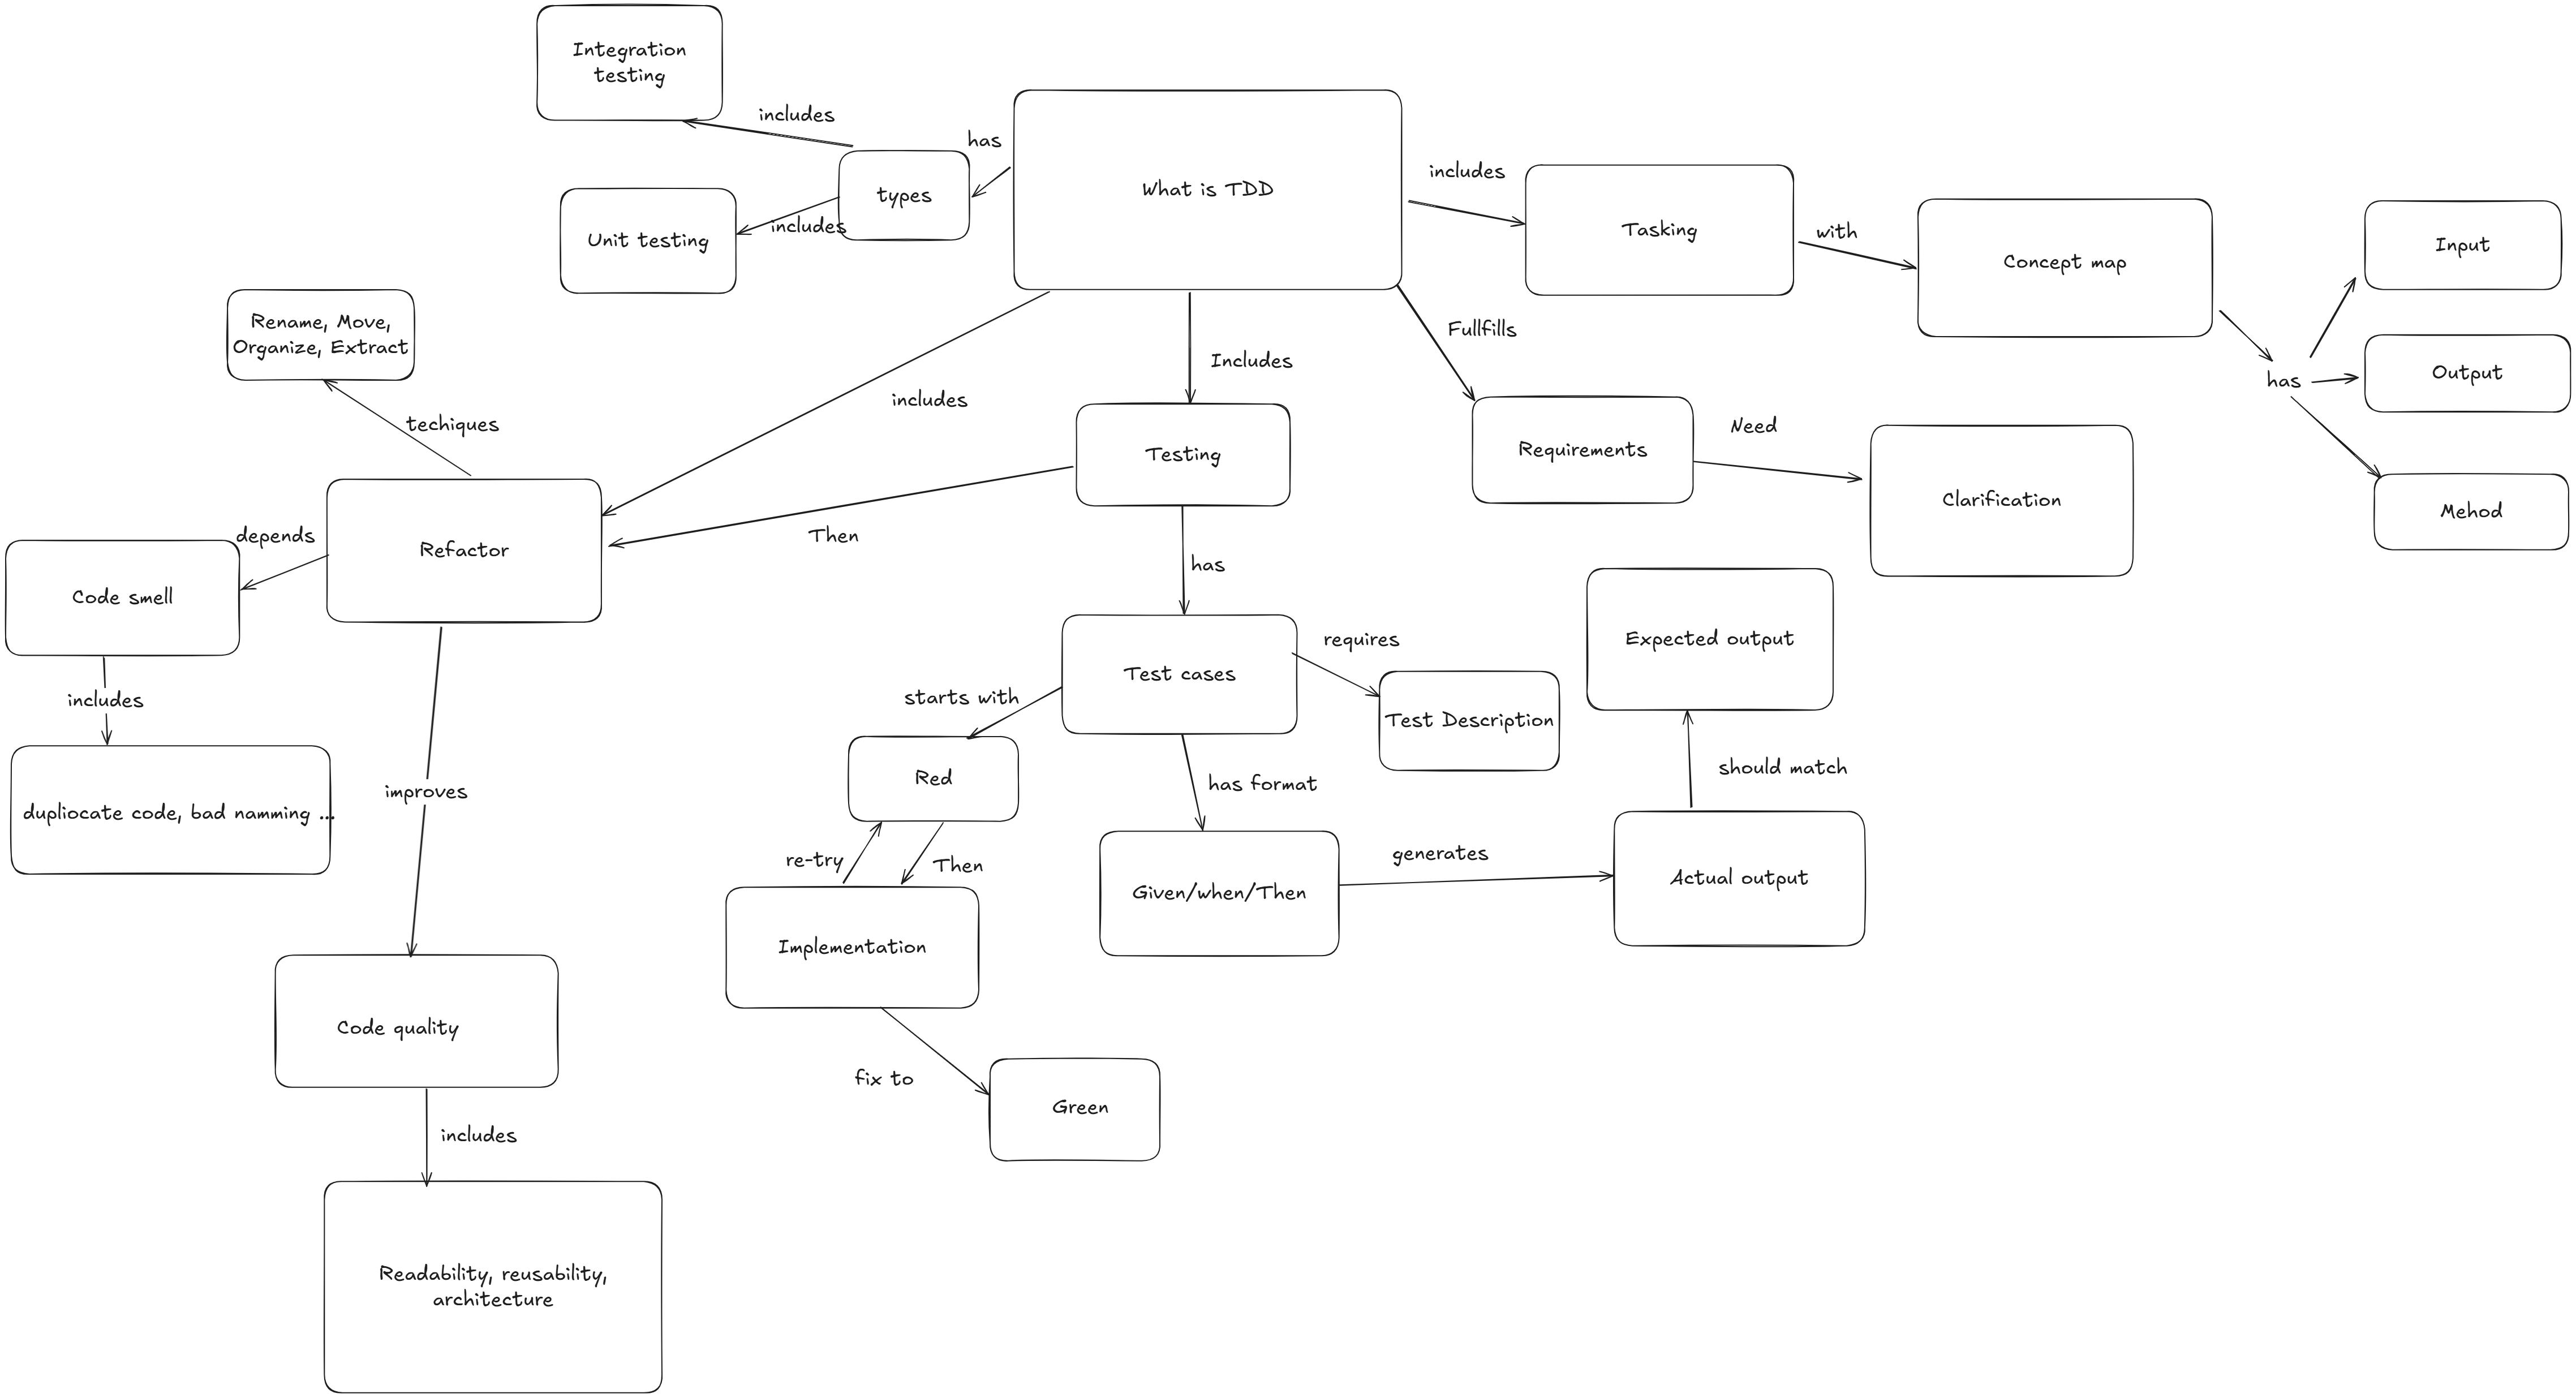 Integration
testing
includes
has
types
What is TDD
includes
Tasking
with
Concept map
Input
Unit testing
includes
Rename, Move,
Organize, Extract
techiques
includes
Includes
Fullfills
has
Output
Requirements
Need
Clarification
Mehod
Testing
Then
Refactor
depends
Code smell
includes
dupliocate code, bad namming ...
improves
has
Test cases
requires
Test Description
Expected output
starts with
Red
has format
should match
re-try
Then
Given/when/Then
generates
Actual output
Implementation
fix to
Green
Code quality
includes
Readability, reusability,
architecture